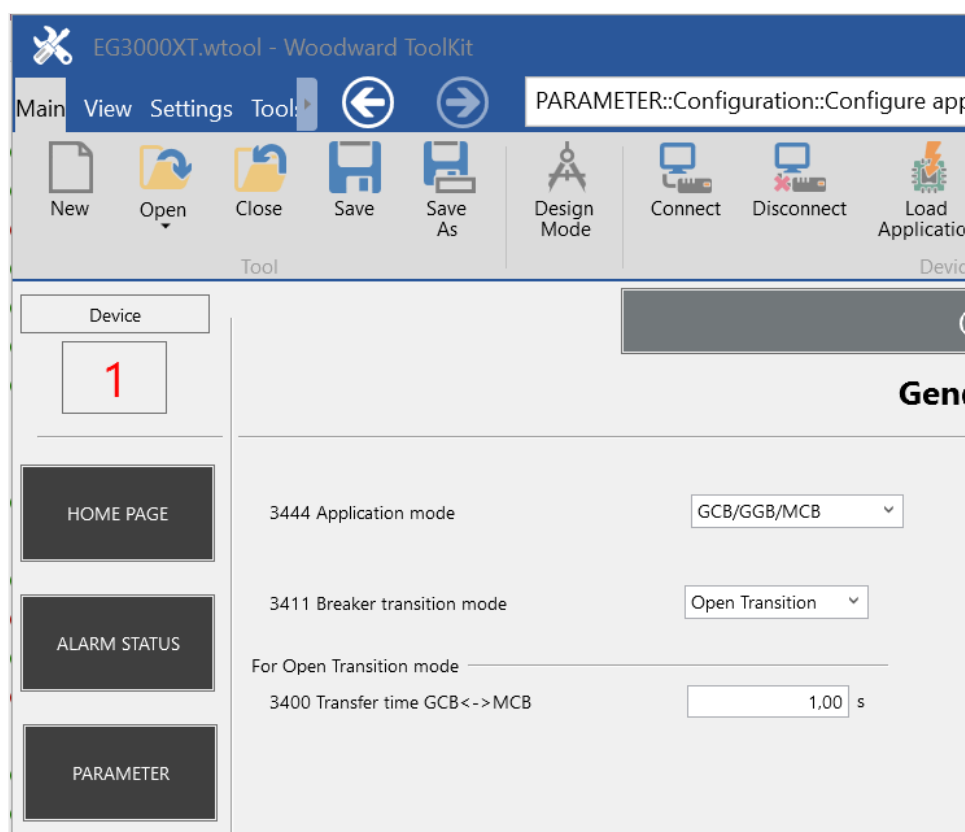 EG3000XT.wtool - Woodward ToolKit
Main View Settings
PARAMETER::Configuration::Configure
New Open Close Save Save As Design Mode Connect Disconnect Load
Tool
Device
1
HOME PAGE
3444 Application mode GCB/GGB/MCB
3411 Breaker transition mode Open Transition
ALARM STATUS
For Open Transition mode
3400 Transfer time GCB<->MCB 1,00 s
PARAMETER